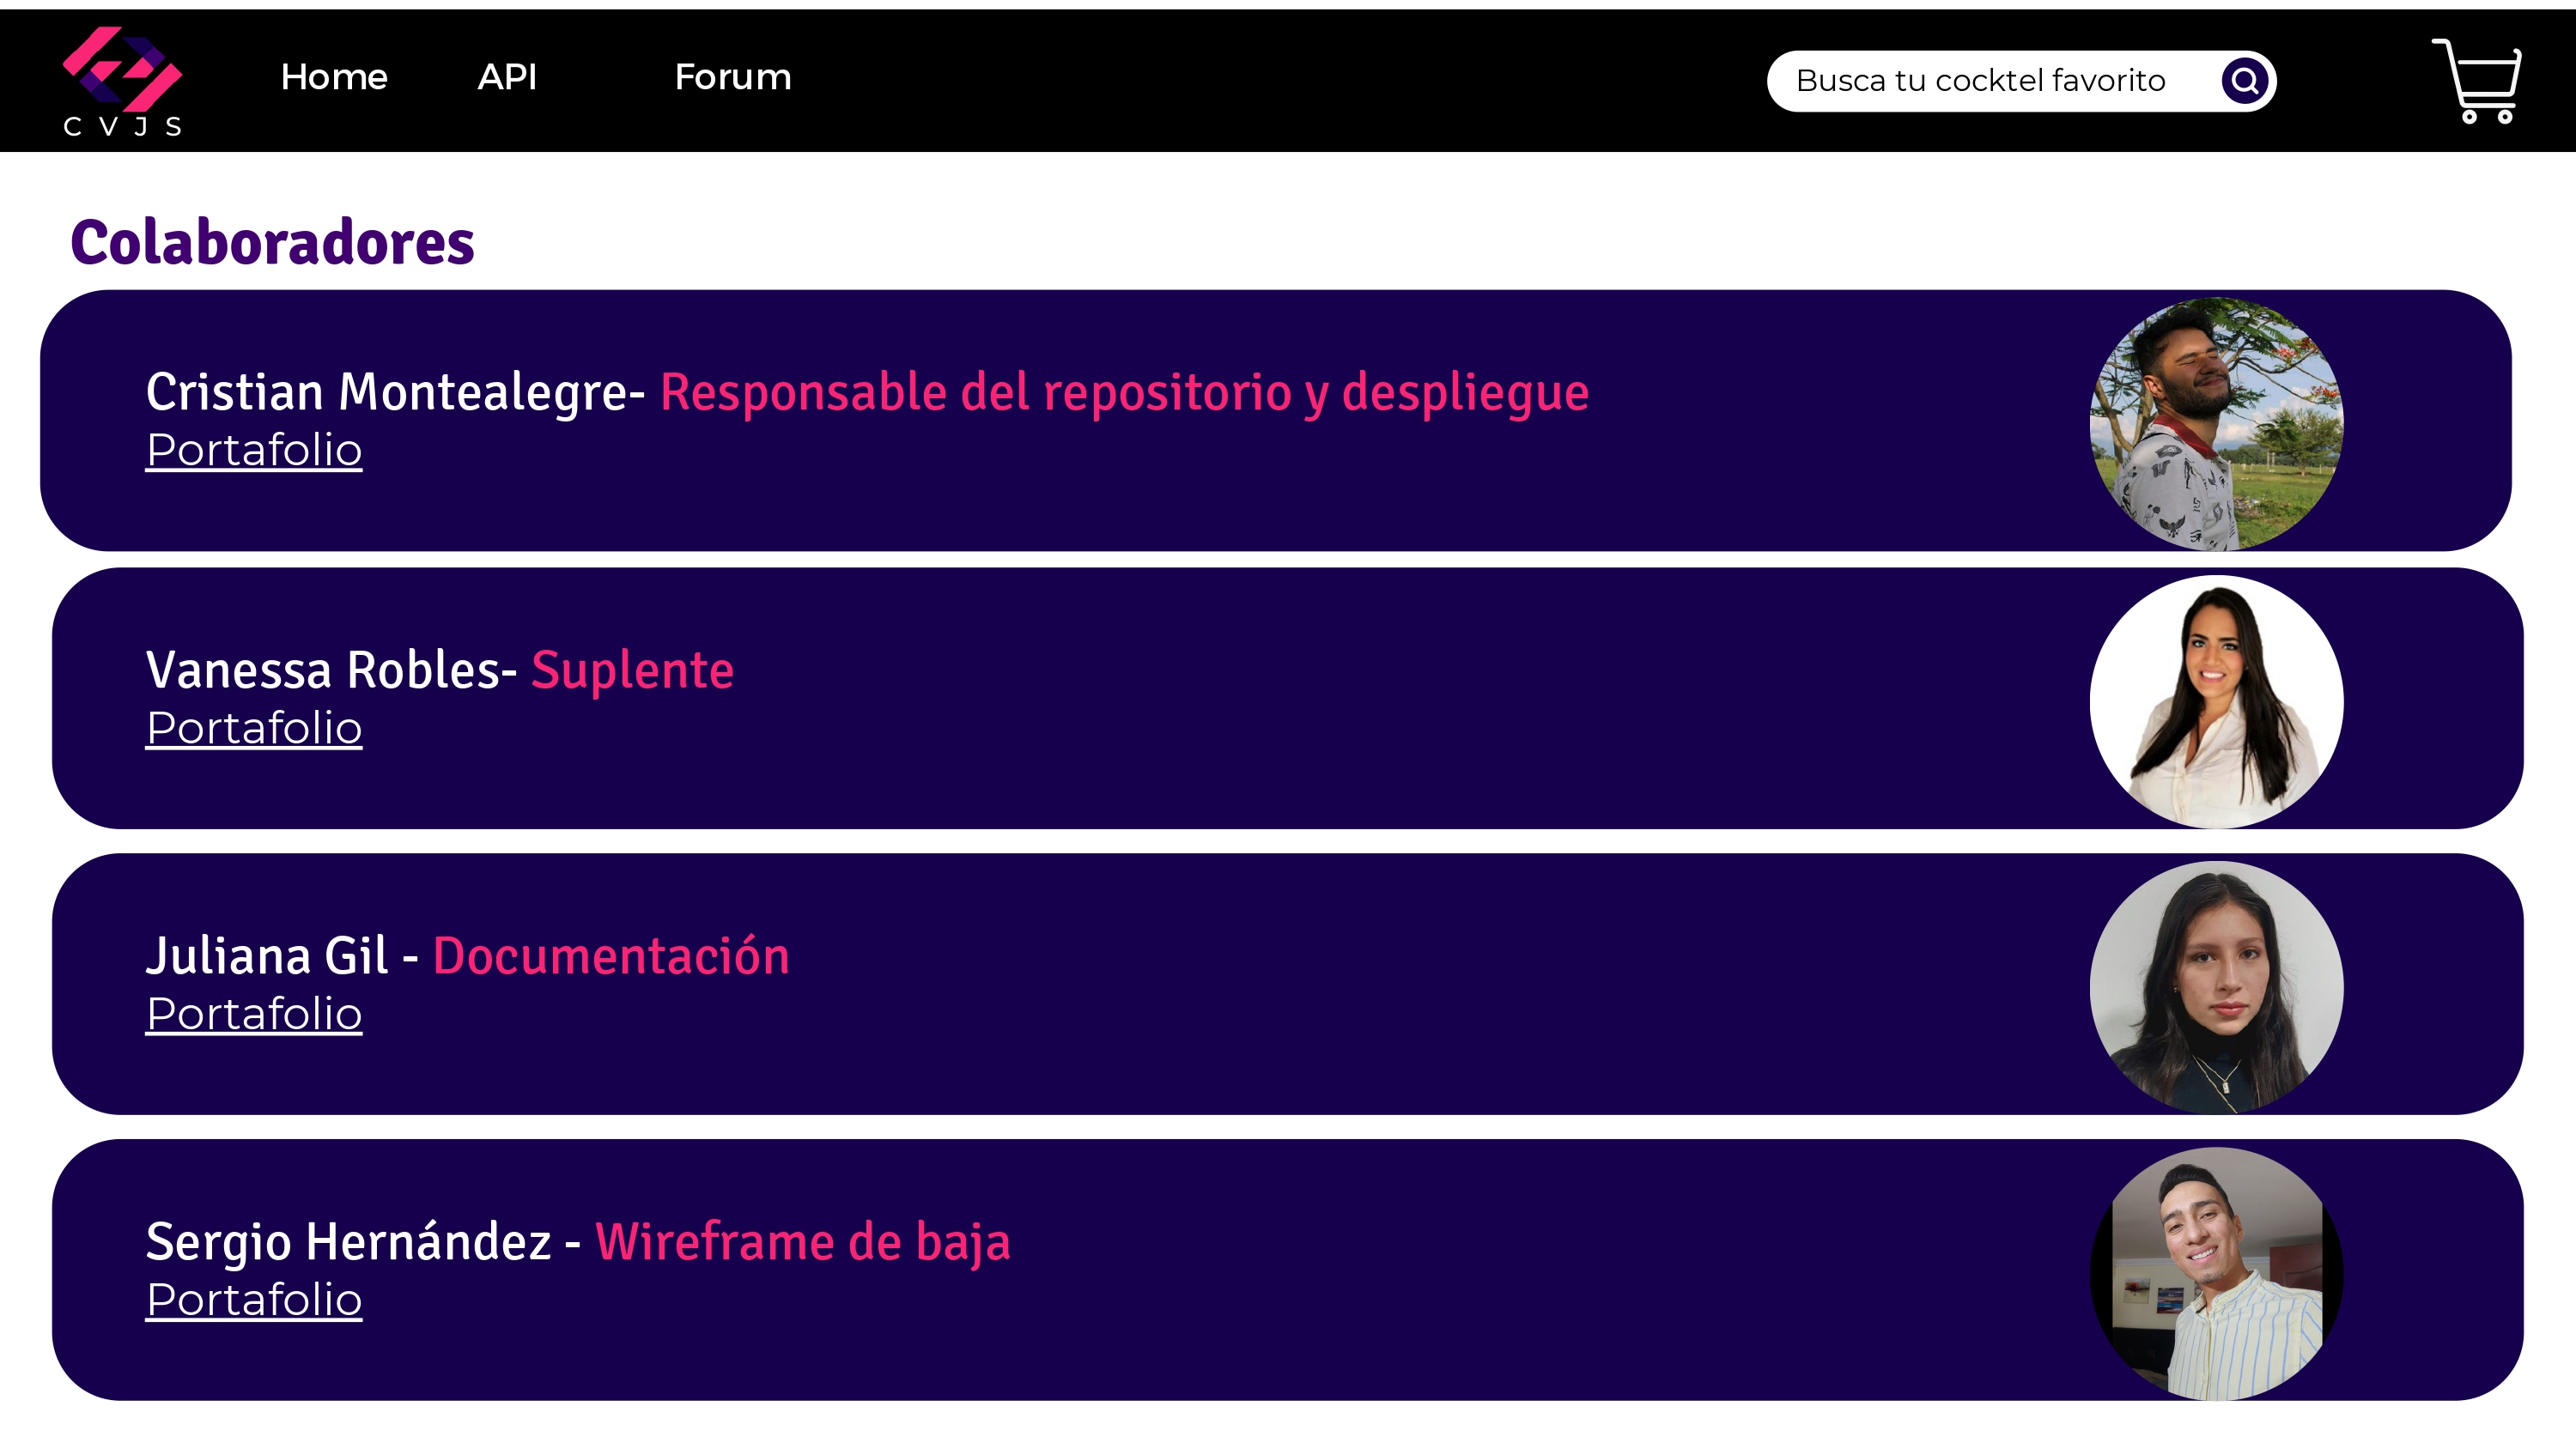 C V J S
Home API Forum
Busca tu cocktel favorito
Colaboradores
Cristian Montealegre- Responsable del repositorio y despliegue
Portafolio
Vanessa Robles- Suplente
Portafolio
Juliana Gil - Documentación
Portafolio
Sergio Hernández - Wireframe de baja
Portafolio